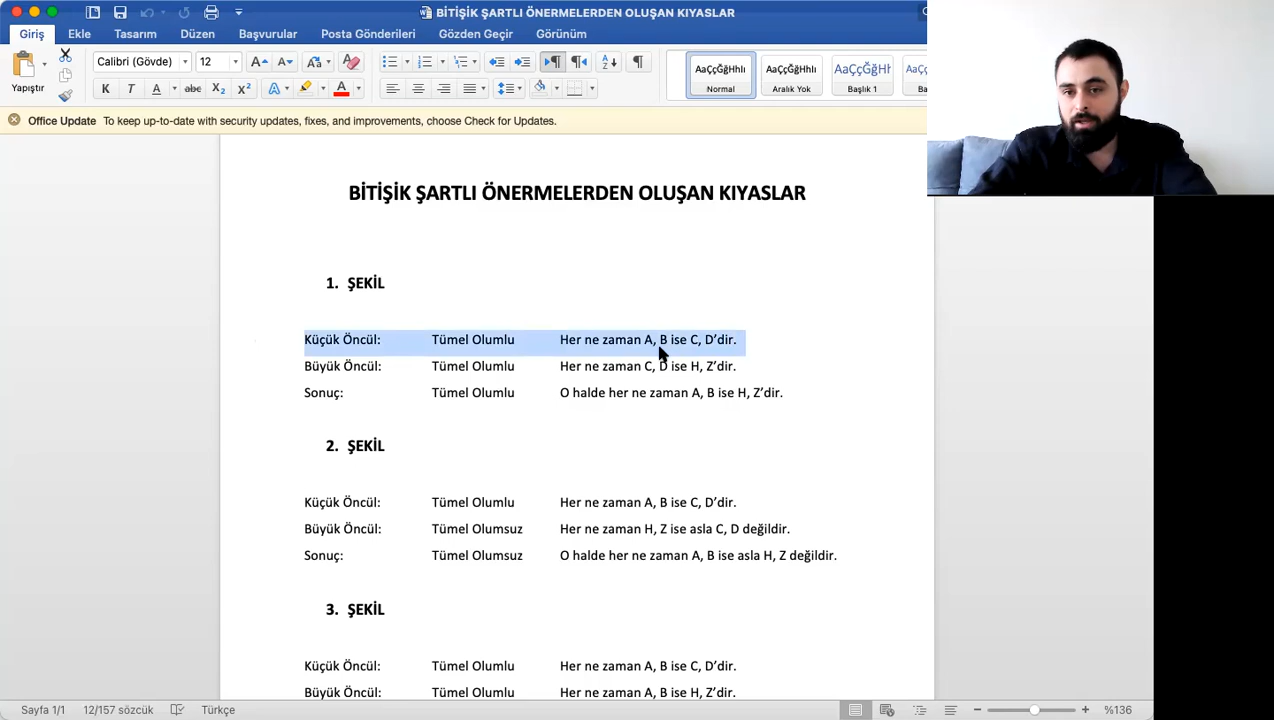 BİTİŞİK ŞARTLI ÖNERMELERDEN OLUŞAN KIYASLAR
Giriş Ekle Tasarım Düzen Başvurular Posta Gönderileri Gözden Geçir Görünüm
Yapıştır
Calibri (Gövde) 12
K T A abc X₂ X²
AaÇçĞğHhIı AaÇçĞğHhIı AaÇçĞğHI
Normal Aralık Yok Başlık 1
Office Update To keep up-to-date with security updates, fixes, and improvements, choose Check for Updates.
BİTİŞİK ŞARTLI ÖNERMELERDEN OLUŞAN KIYASLAR
1. ŞEKİL
Küçük Öncül: Tümel Olumlu Her ne zaman A, B ise C, D’dir.
Büyük Öncül: Tümel Olumlu Her ne zaman C, D ise H, Z’dir.
Sonuç: Tümel Olumlu O halde her ne zaman A, B ise H, Z’dir.
2. ŞEKİL
Küçük Öncül: Tümel Olumlu Her ne zaman A, B ise C, D’dir.
Büyük Öncül: Tümel Olumsuz Her ne zaman H, Z ise asla C, D değildir.
Sonuç: Tümel Olumsuz O halde her ne zaman A, B ise asla H, Z değildir.
3. ŞEKİL
Küçük Öncül: Tümel Olumlu Her ne zaman A, B ise C, D’dir.
Büyük Öncül: Tümel Olumlu Her ne zaman A, B ise H, Z’dir.
Sayfa 1/1 12/157 sözcük Türkçe %136